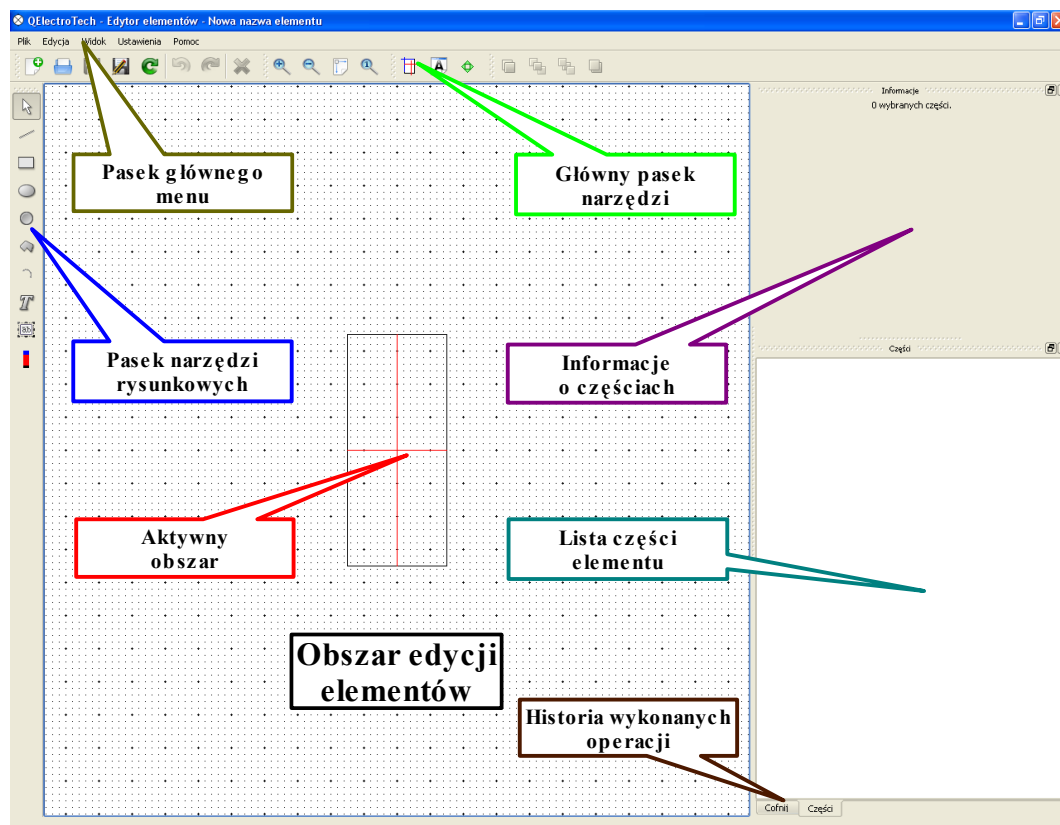 QElectroTech - Edytor elementów - Nowa nazwa elementu
Plik Edycja Widok Ustawienia Pomoc
Informacje
0 wybranych części.
Pasek głównego
menu
Główny pasek
narzędzi
Pasek narzędzi
rysunkowych
Informacje
o częściach
Części
Aktywny
obszar
Lista części
elementu
Obszar edycji
elementów
Historia wykonanych
operacji
Cofnij Części